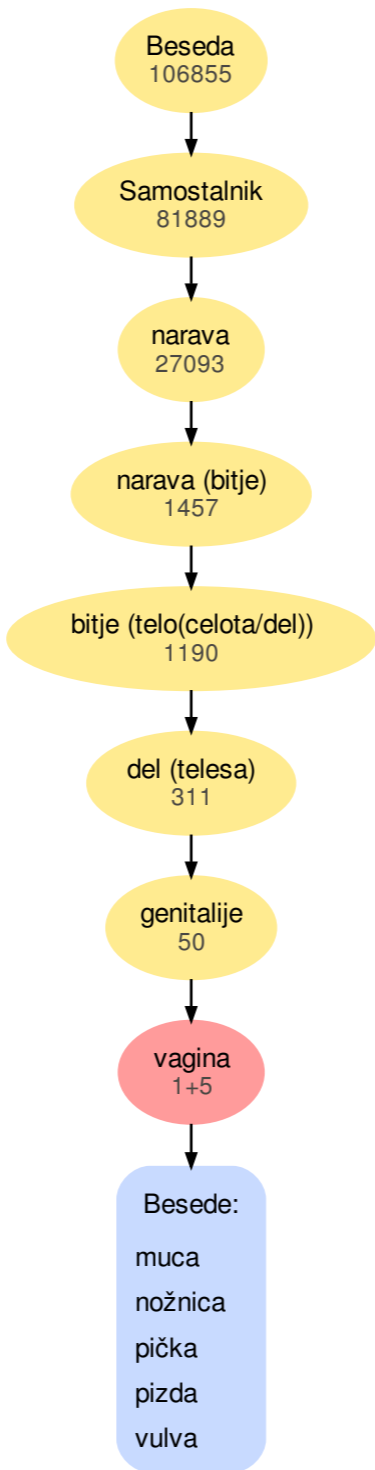 Beseda
106855
Samostalnik
81889
narava
27093
narava (bitje)
1457
bitje (telo(celota/del))
1190
del (telesa)
311
genitalije
50
vagina
1+5
Besede:
muca
nožnica
pička
pizda
vulva